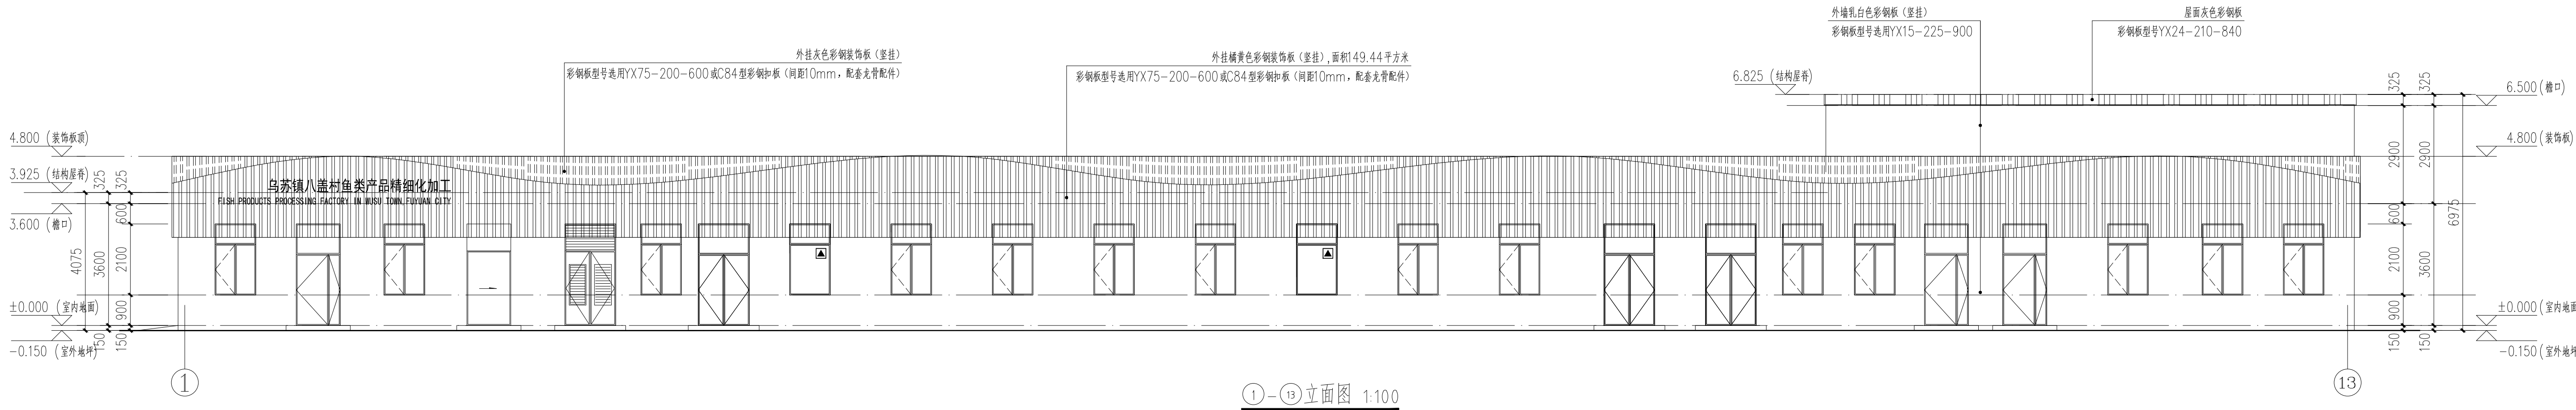 外墙乳白色彩钢板（竖挂）
彩钢板型号选用YX15-225-900
屋面灰色彩钢板
彩钢板型号YX24-210-840
外挂灰色彩钢装饰板（竖挂）
彩钢板型号选用YX75-200-600或C84型彩钢扣板（间距10mm，配套龙骨配件）
外挂橘黄色彩钢装饰板（竖挂）,面积149.44平方米
彩钢板型号选用YX75-200-600或C84型彩钢扣板（间距10mm，配套龙骨配件）
6.825（结构屋脊）
6.500(檐口)
4.800(装饰板)
±0.000(室内地面
-0.150(室外地坪
4.800（装饰板顶）
3.925（结构屋脊）
3.600（檐口）
±0.000（室内地面）
-0.150（室外地坪）
4075
325
3600
150
325
600
2100
900
150
乌苏镇八盖村鱼类产品精细化加工
FISH PRODUCTS PROCESSING FACTORY IN WUSU TOWN,FUYUAN CITY
325
2900
600
2100
900
150
325
2900
3600
150
6975
1
13
1-13立面图 1:100